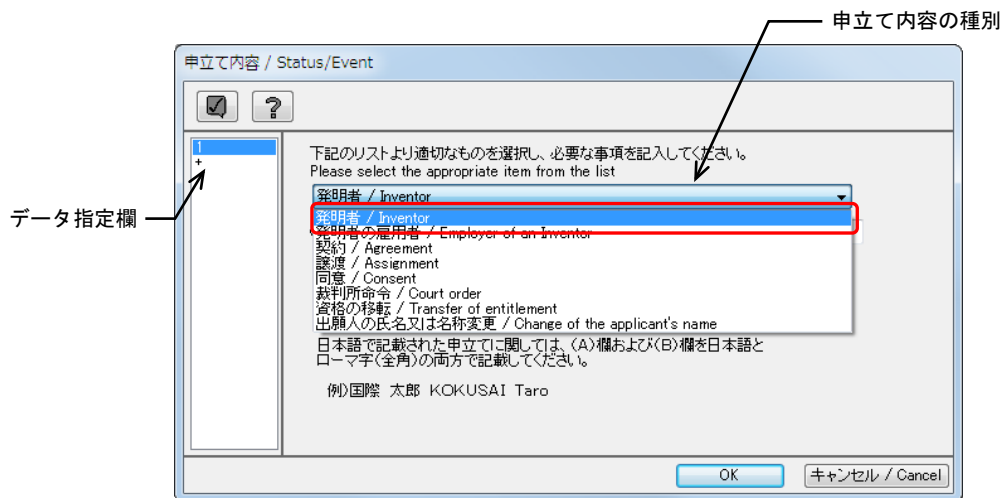 申立て内容の種別
申立て内容 / Status/Event
?
1
+
データ指定欄
下記のリストより適切なものを選択し、必要な事項を記入してください。
Please select the appropriate item from the list
発明者 / Inventor
発明者 / Inventor
発明者の雇用者 / Employer of an Inventor
契約 / Agreement
譲渡 / Assignment
同意 / Consent
裁判所命令 / Court order
資格の移転 / Transfer of entitlement
出願人の氏名又は名称変更 / Change of the applicant's name
日本語で記載された申立てに関しては、(A)欄および(B)欄を日本語と
ローマ字(全角)の両方で記載してください。
例)国際 太郎 KOKUSAI Taro
OK
キャンセル / Cancel